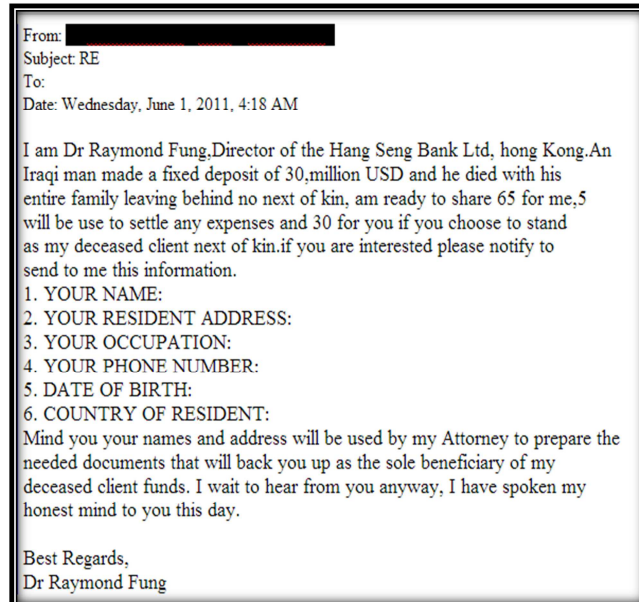 From:
Subject: RE
To:
Date: Wednesday, June 1, 2011, 4:18 AM
I am Dr Raymond Fung,Director of the Hang Seng Bank Ltd, hong Kong.An
Iraqi man made a fixed deposit of 30,million USD and he died with his
entire family leaving behind no next of kin, am ready to share 65 for me,5
will be use to settle any expenses and 30 for you if you choose to stand
as my deceased client next of kin.if you are interested please notify to
send to me this information.
1. YOUR NAME:
2. YOUR RESIDENT ADDRESS:
3. YOUR OCCUPATION:
4. YOUR PHONE NUMBER:
5. DATE OF BIRTH:
6. COUNTRY OF RESIDENT:
Mind you your names and address will be used by my Attorney to prepare the
needed documents that will back you up as the sole beneficiary of my
deceased client funds. I wait to hear from you anyway, I have spoken my
honest mind to you this day.
Best Regards,
Dr Raymond Fung